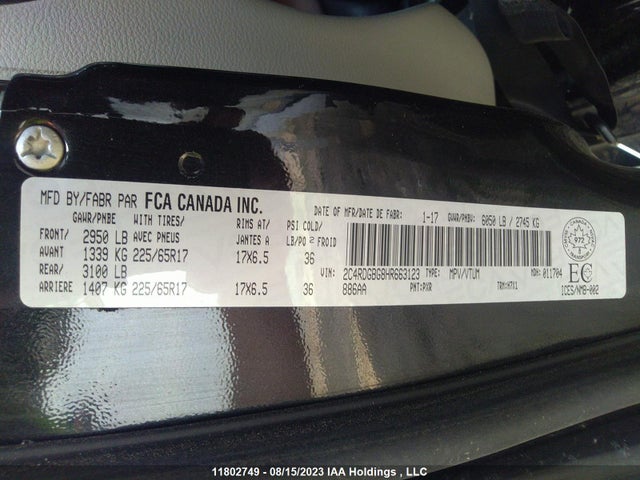 MFD BY/FABR PAR FCA CANADA INC. DATE OF MFR/DATE DE FABR: 1-17 GVWR/PNBV: 6050 LB / 2745 KG
GAWR/PNBE WITH TIRES/ RIMS AT/ PSI COLD/
FRONT/ 2950 LB AVEC PNEUS JANTES A LB/PO 2 FROID
AVANT 1339 KG 225/65R17 17X6.5 36
REAR/ 3100 LB VIN: 2C4RDGBG8HR663123 TYPE: MPV/VTUM MDH: 011704
ARRIERE 1407 KG 225/65R17 17X6.5 36 886AA PNT: PXR TRM: H7X1
972
EC
ICES/NMB-002
11802749 - 08/15/2023 IAA Holdings , LLC